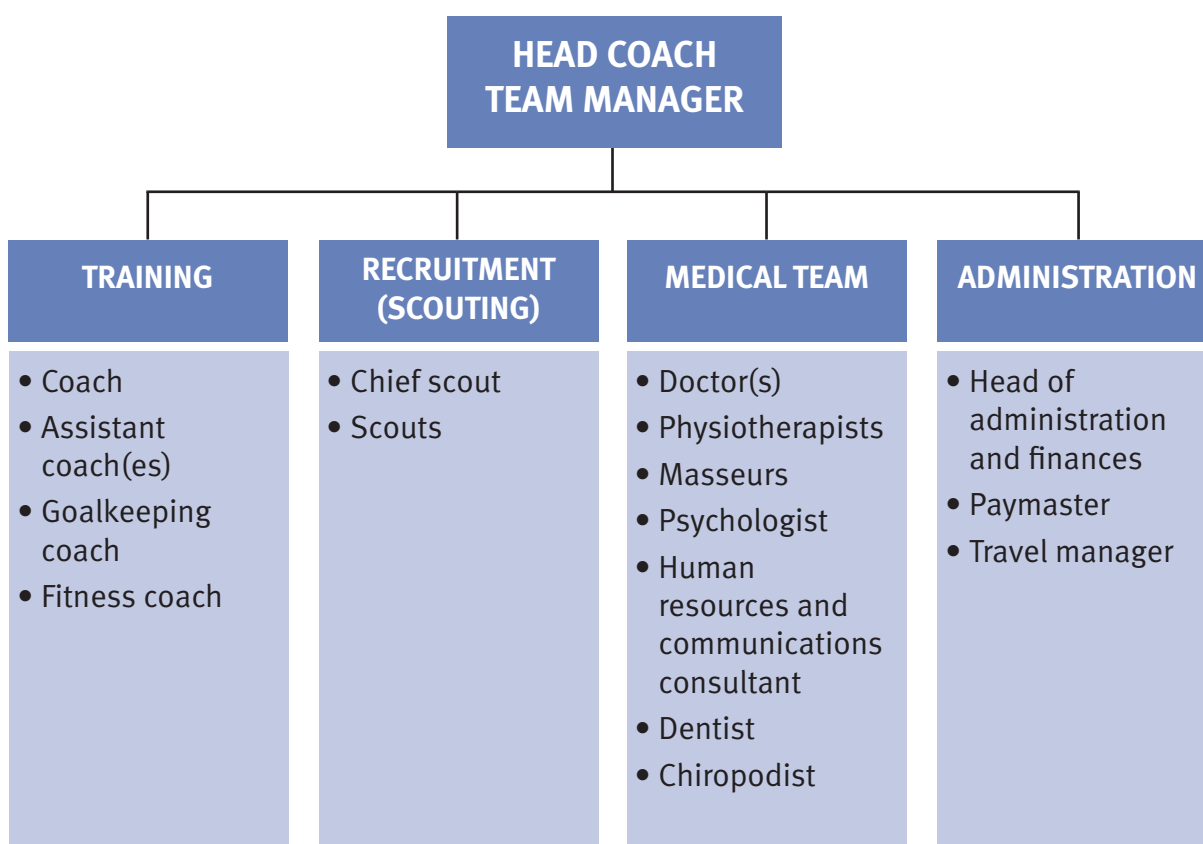 HEAD COACH
TEAM MANAGER
TRAINING
• Coach
• Assistant
coach(es)
• Goalkeeping
coach
• Fitness coach
RECRUITMENT
(SCOUTING)
• Chief scout
• Scouts
MEDICAL TEAM
• Doctor(s)
• Physiotherapists
• Masseurs
• Psychologist
• Human
resources and
communications
consultant
• Dentist
• Chiropodist
ADMINISTRATION
• Head of
administration
and finances
• Paymaster
• Travel manager